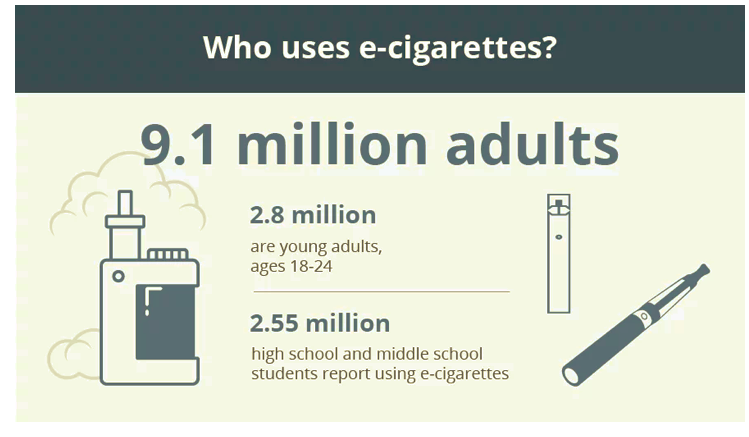 Who uses e-cigarettes?
9.1 million adults
2.8 million
are young adults,
ages 18-24
2.55 million
high school and middle school
students report using e-cigarettes